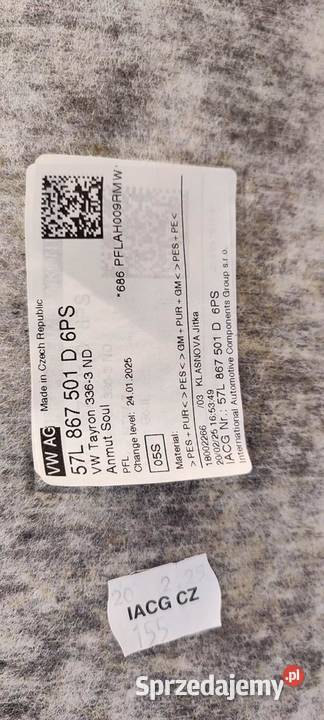 VW AG Made in Czech Republic
57L 867 501 D 6PS
VW Tayron 336-3 ND
Anmut Soul
PFL
Change level: 24.01.2025
*686 PFLAH009RMW*
05S
Material:
> PES + PUR< > PES< > GM + PUR + GM< > PES + PE <
18002266 /03 KLASNOVA Jitka
20/02/25 16:53:49
IACG Nr.: 57L 867 501 D 6PS
International Automotive Components Group s.r.o.
IACG CZ
155
Sprzedajemy.pl